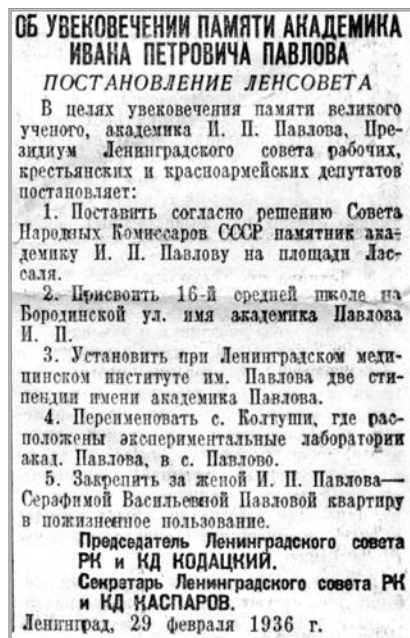 ОБ УВЕКОВЕЧЕНИИ ПАМЯТИ АКАДЕМИКА
ИВАНА ПЕТРОВИЧА ПАВЛОВА
ПОСТАНОВЛЕНИЕ ЛЕНСОВЕТА
В целях увековечения памяти великого
ученого, академика И. П. Павлова, Пре-
зидиум Ленинградского совета рабочих,
крестьянских и красноармейских депутатов
постановляет:
1. Поставить согласно решению Совета
Народных Комиссаров СССР памятник ака-
демику И. П. Павлову на площади Лас-
саля.
2. Присвоить 16-й средней школе на
Бородинской ул. имя академика Павлова
И. П.
3. Установить при Ленинградском меди-
цинском институте им. Павлова две сти-
пендии имени академика Павлова.
4. Переименовать с. Колтуши, где рас-
положены экспериментальные лаборатории
акад. Павлова, в с. Павлово.
5. Закрепить за женой И. П. Павлова—
Серафимой Васильевной Павловой квартиру
в пожизненное пользование.
Председатель Ленинградского совета
РК и КД КОДАЦКИЙ.
Секретарь Ленинградского совета РК
и КД КАСПАРОВ.
Ленинград, 29 февраля 1936 г.